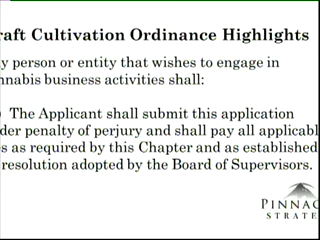 raft Cultivation Ordinance Highlights
y person or entity that wishes to engage in
nnabis business activities shall:
) The Applicant shall submit this application
der penalty of perjury and shall pay all applicabl
s as required by this Chapter and as established
resolution adopted by the Board of Supervisors.
PINNAC
STRATE